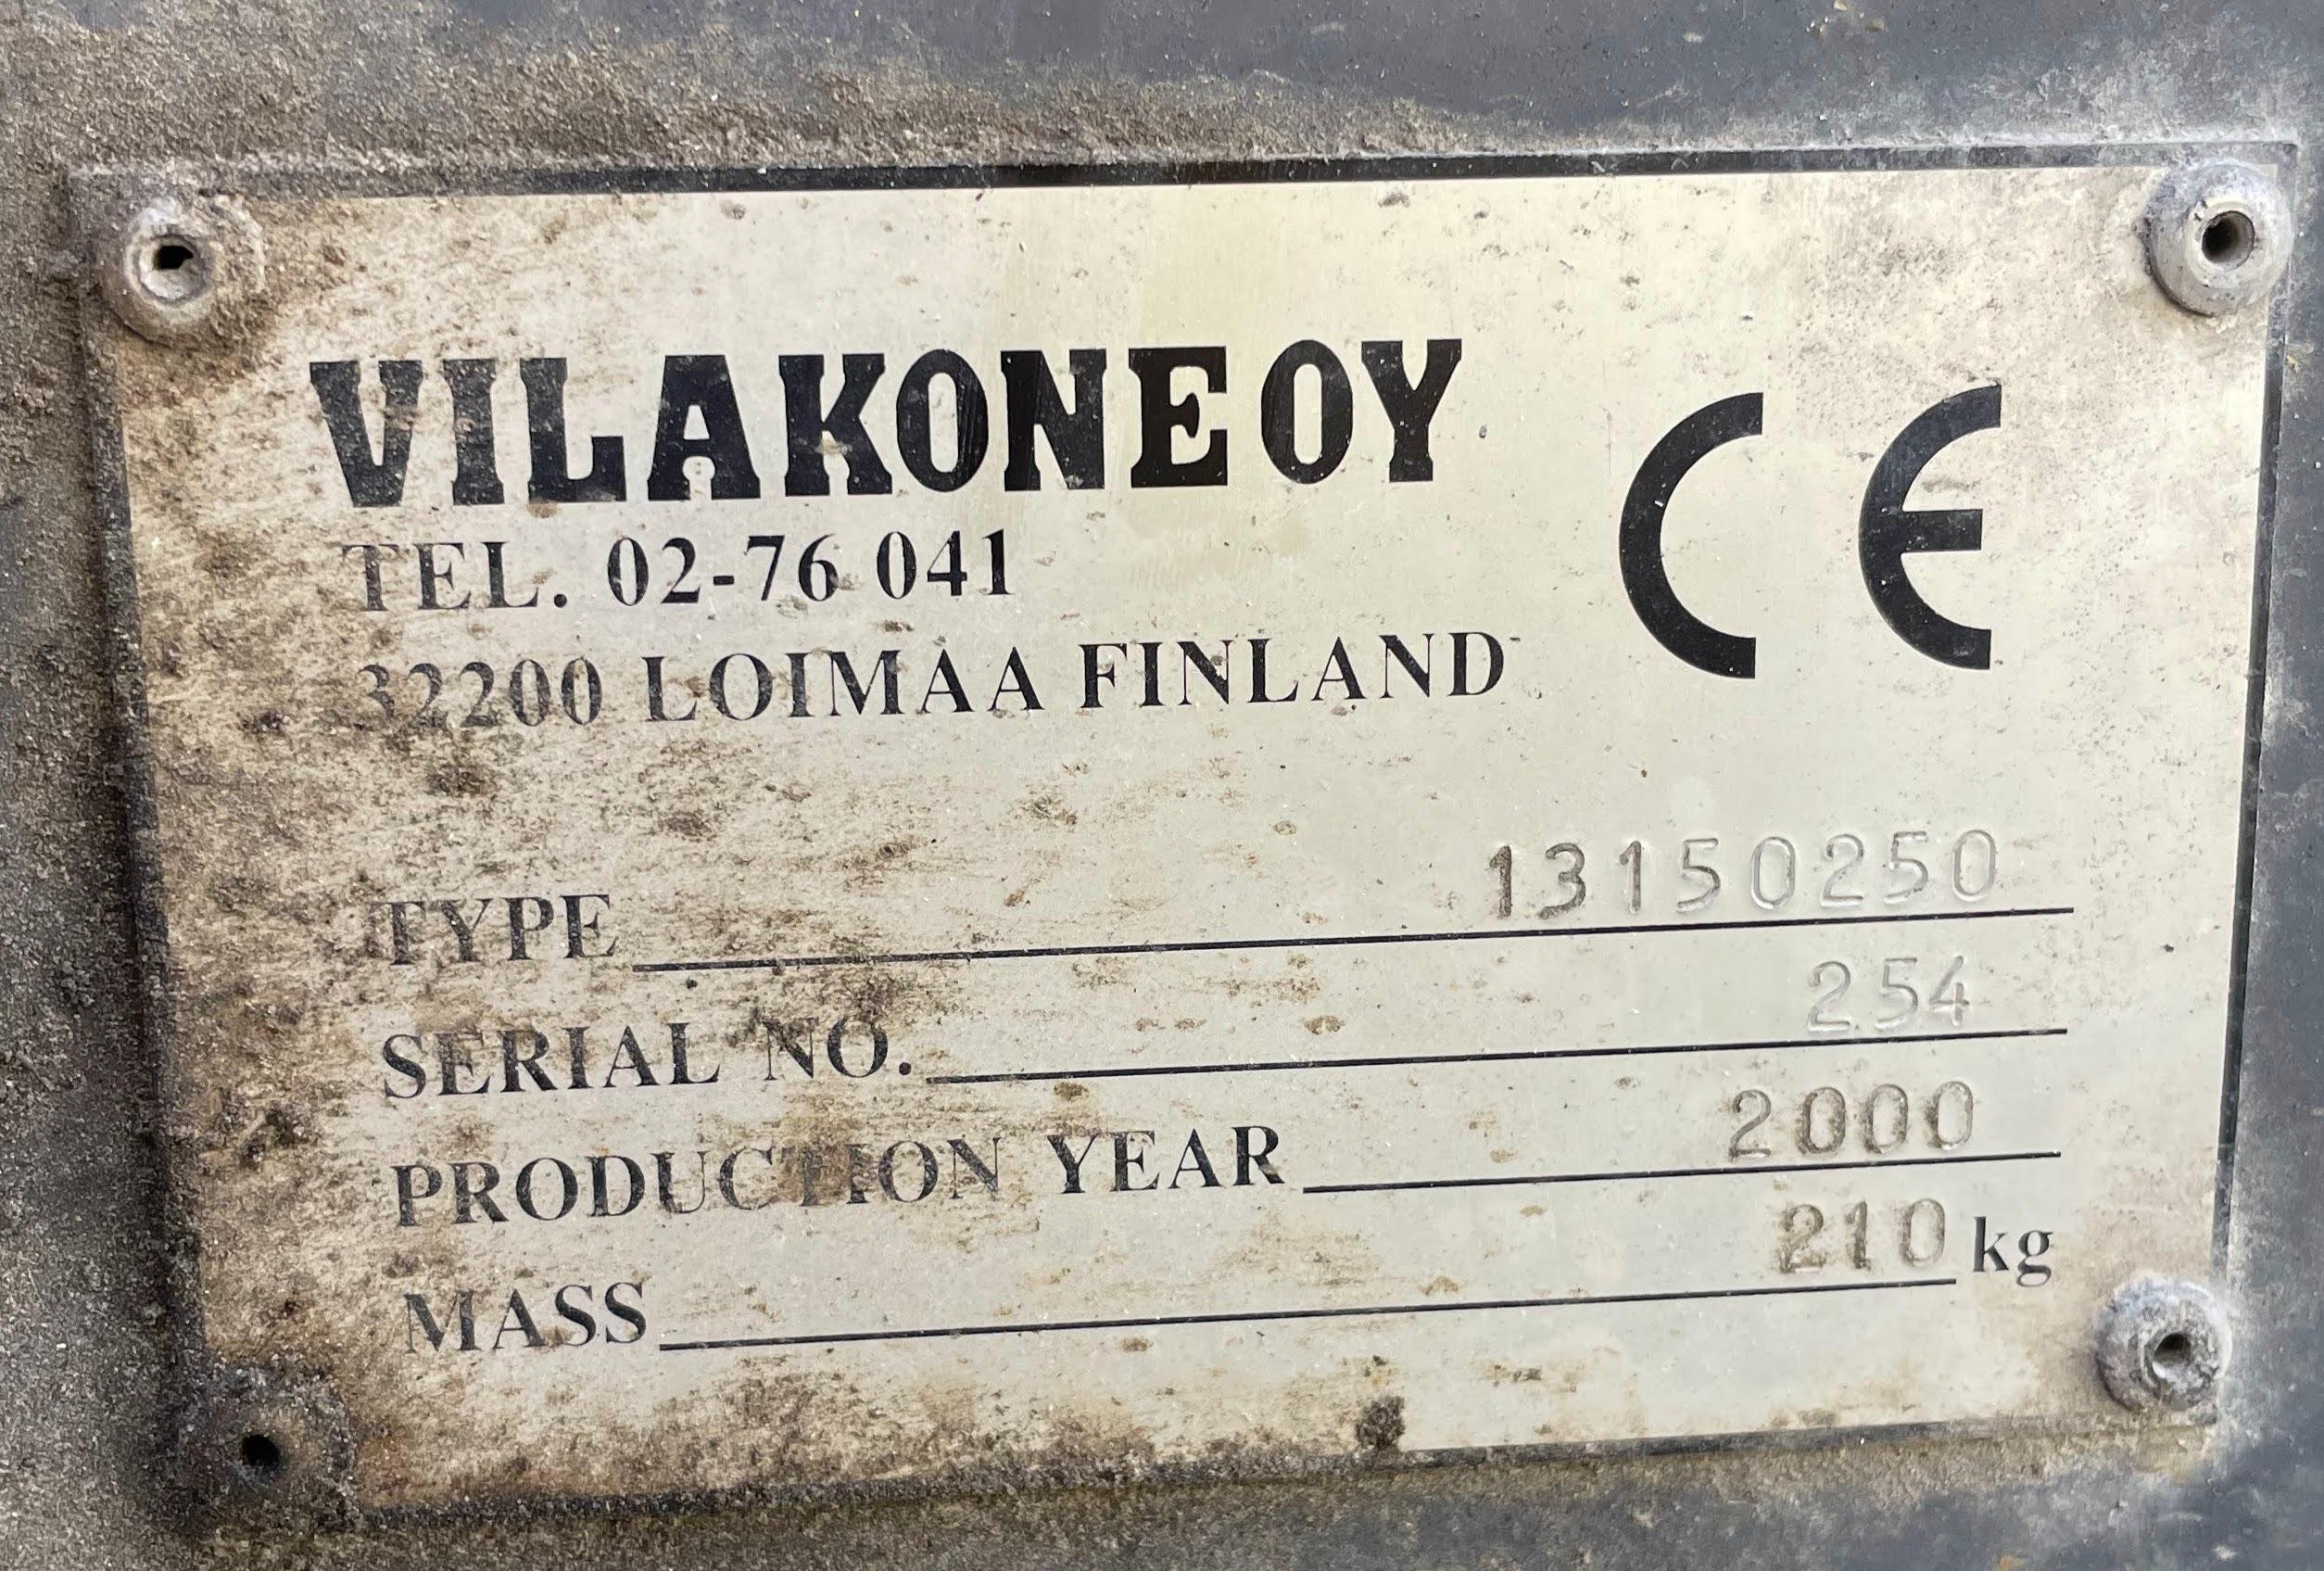 VILAKONE OY
CE
TEL. 02-76 041
32200 LOIMAA FINLAND
TYPE 13150250
SERIAL NO. 254
PRODUCTION YEAR 2000
MASS 210 kg